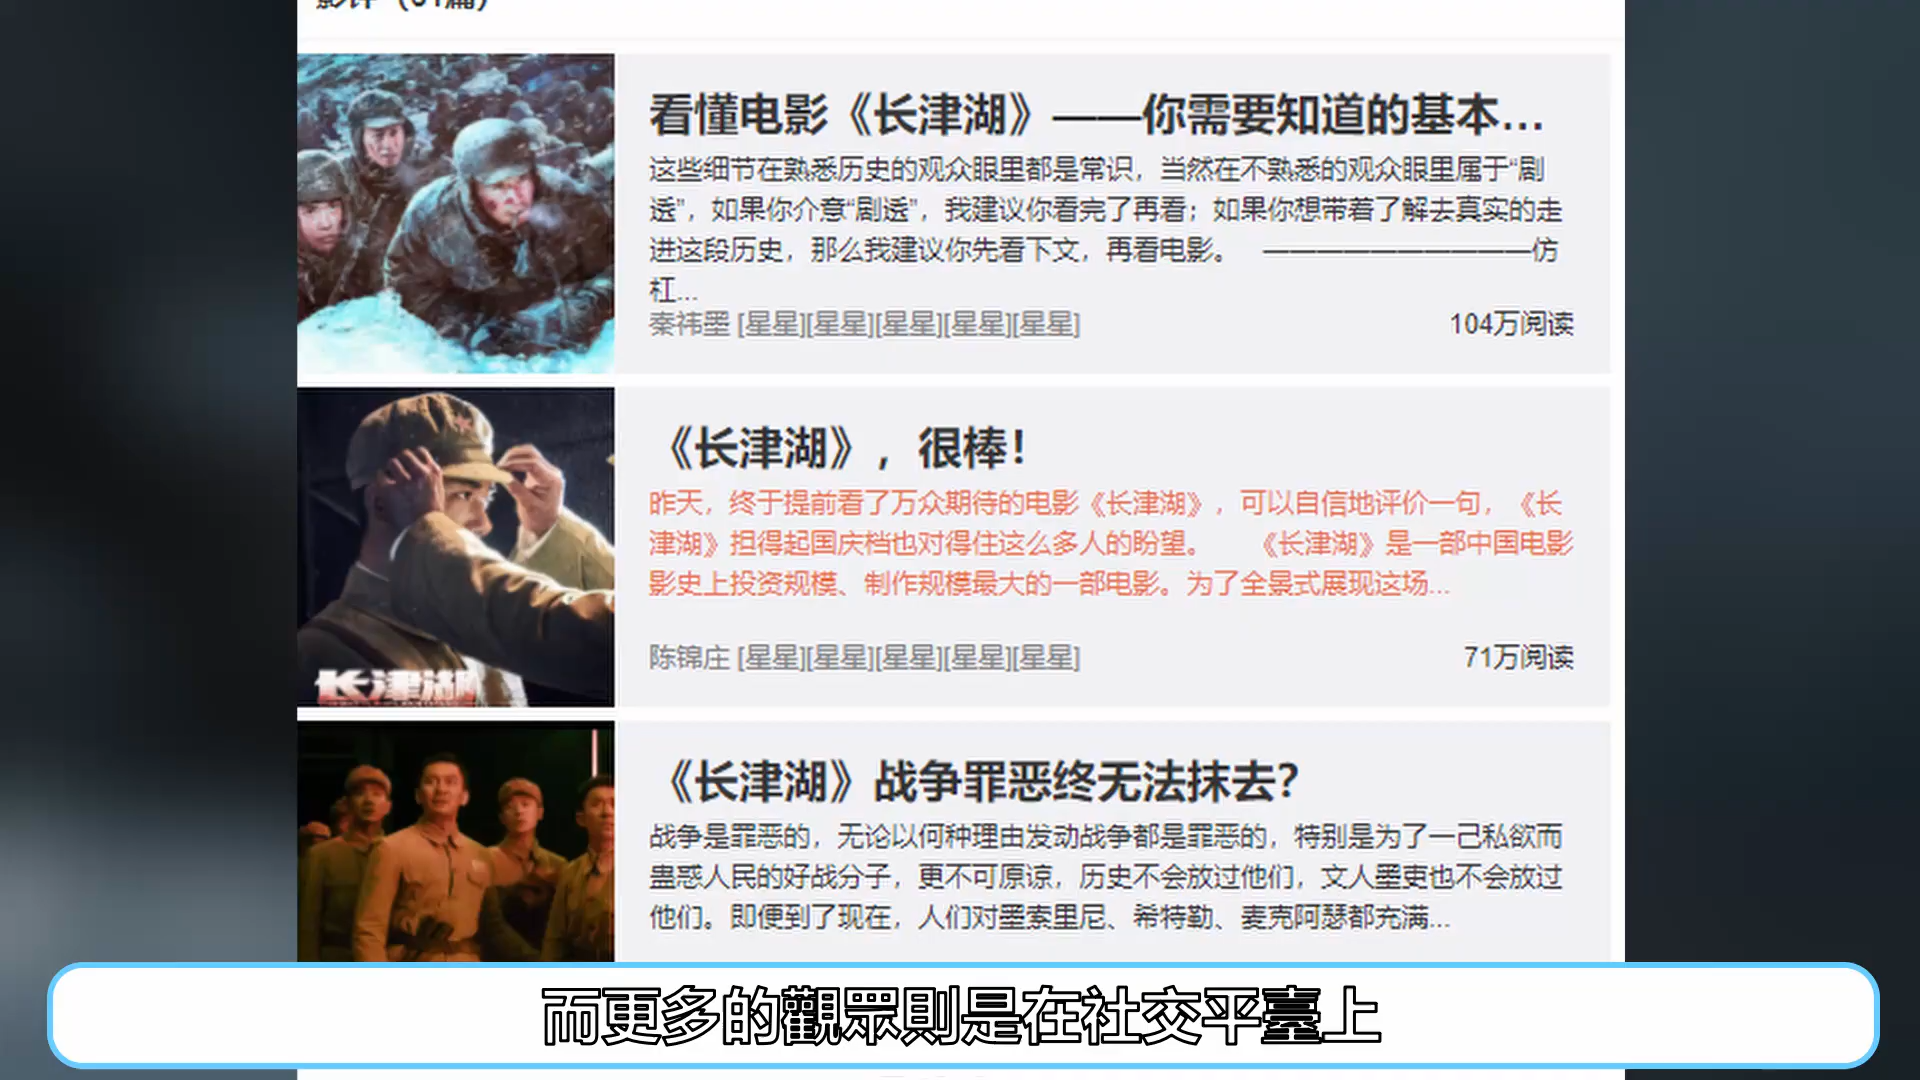 看懂电影《长津湖》——你需要知道的基本...
这些细节在熟悉历史的观众眼里都是常识，当然在不熟悉的观众眼里属于“剧
透”，如果你介意“剧透”，我建议你看完了再看；如果你想带着了解去真实的走
进这段历史，那么我建议你先看下文，再看电影。 ——————————仿
杠...
秦祎墨 [星星][星星][星星][星星][星星]
104万阅读
《长津湖》，很棒！
昨天，终于提前看了万众期待的电影《长津湖》，可以自信地评价一句，《长
津湖》担得起国庆档也对得住这么多人的盼望。 《长津湖》是一部中国电影
影史上投资规模、制作规模最大的一部电影。为了全景式展现这场...
陈锦庄 [星星][星星][星星][星星][星星]
71万阅读
长津湖
《长津湖》战争罪恶终无法抹去？
战争是罪恶的，无论以何种理由发动战争都是罪恶的，特别是为了一己私欲而
蛊惑人民的好战分子，更不可原谅，历史不会放过他们，文人墨吏也不会放过
他们。即便到了现在，人们对墨索里尼、希特勒、麦克阿瑟都充满...
而更多的觀眾則是在社交平臺上